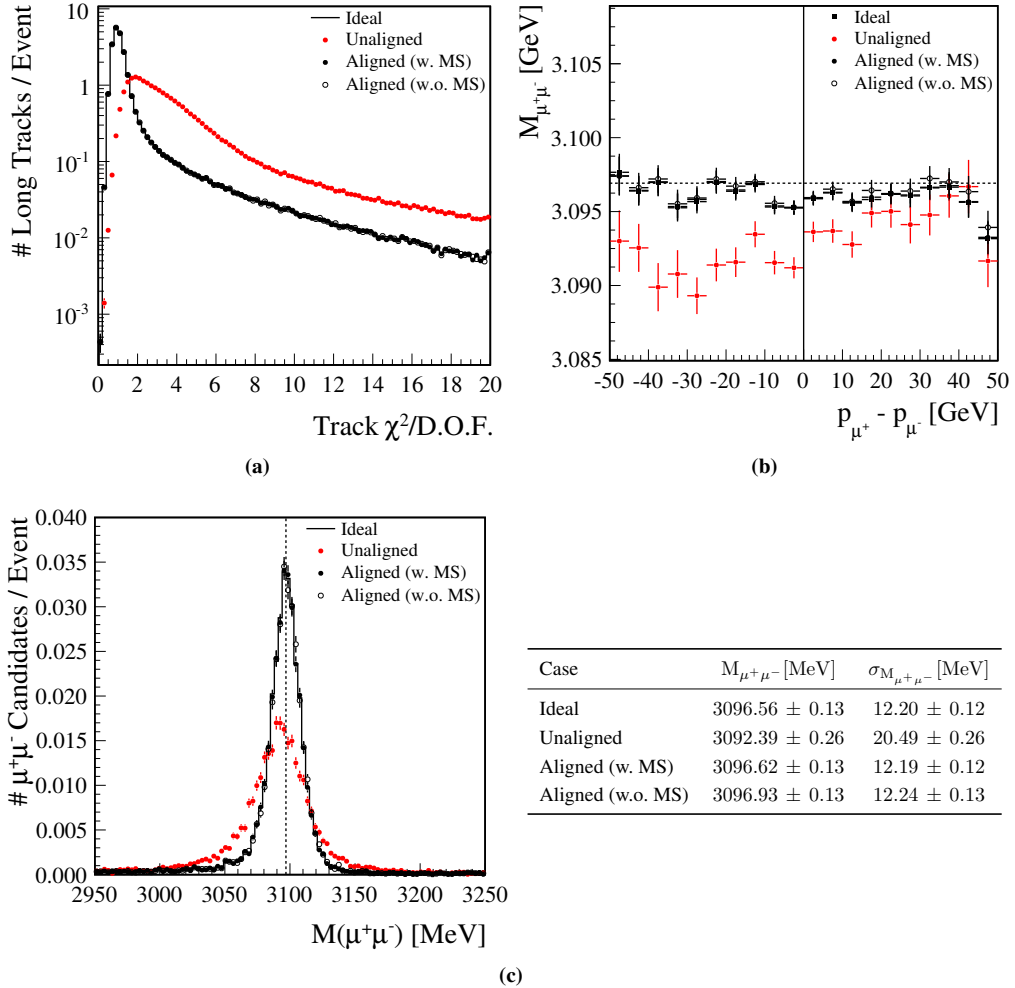 # Long Tracks / Event
10
1
10⁻¹
10⁻²
10⁻³
Ideal
Unaligned
Aligned (w. MS)
Aligned (w.o. MS)
0 2 4 6 8 10 12 14 16 18 20
Track χ²/D.O.F.
(a)
M_μ⁺μ⁻ [GeV]
3.105
3.100
3.095
3.090
3.085
Ideal
Unaligned
Aligned (w. MS)
Aligned (w.o. MS)
-50 -40 -30 -20 -10 0 10 20 30 40 50
p_μ⁺ - p_μ⁻ [GeV]
(b)
# μ⁺μ⁻ Candidates / Event
0.040
0.035
0.030
0.025
0.020
0.015
0.010
0.005
0.000
Ideal
Unaligned
Aligned (w. MS)
Aligned (w.o. MS)
2950 3000 3050 3100 3150 3200 3250
M(μ⁺μ⁻) [MeV]
Case M_μ+μ− [MeV] σ_M_μ+μ− [MeV]
Ideal 3096.56 ± 0.13 12.20 ± 0.12
Unaligned 3092.39 ± 0.26 20.49 ± 0.26
Aligned (w. MS) 3096.62 ± 0.13 12.19 ± 0.12
Aligned (w.o. MS) 3096.93 ± 0.13 12.24 ± 0.13
(c)